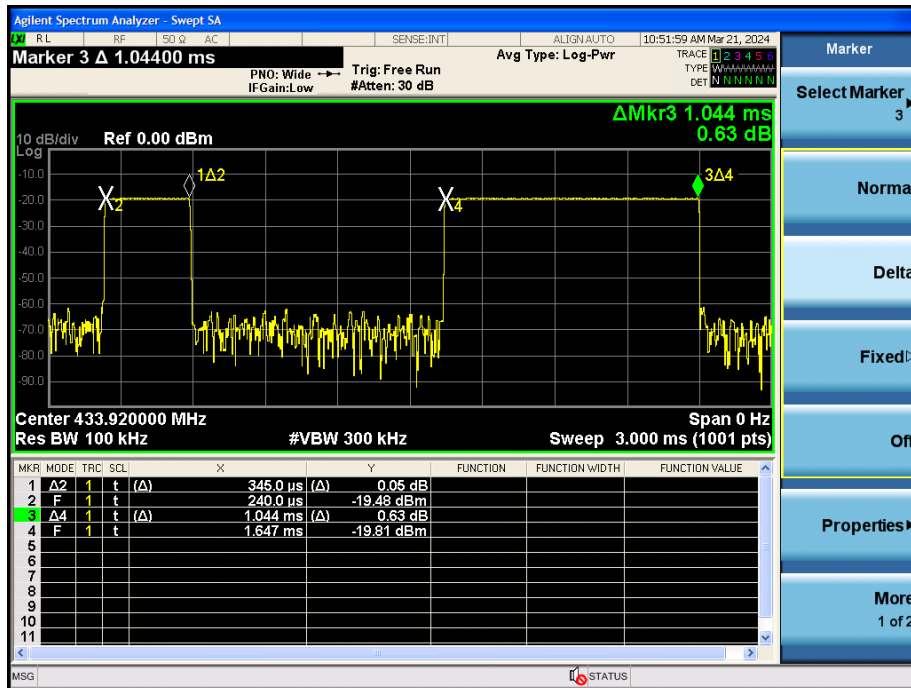 Agilent Spectrum Analyzer - Swept SA
LXI RL RF 50 Ω AC SENSE:INT ALIGN AUTO 10:51:59 AM Mar 21, 2024
Marker 3 Δ 1.04400 ms
PNO: Wide
IFGain:Low
Trig: Free Run
#Atten: 30 dB
Avg Type: Log-Pwr
TRACE 1 2 3 4 5 6
TYPE WWWWWW
DET N N N N N N
ΔMkr3 1.044 ms
0.63 dB
10 dB/div Ref 0.00 dBm
Log
-10.0
-20.0
-30.0
-40.0
-50.0
-60.0
-70.0
-80.0
-90.0
2
1Δ2
4
3Δ4
Center 433.920000 MHz Span 0 Hz
Res BW 100 kHz #VBW 300 kHz Sweep 3.000 ms (1001 pts)
MKR MODE TRC SCL X Y FUNCTION FUNCTION WIDTH FUNCTION VALUE
1 Δ2 1 t (Δ) 345.0 µs (Δ) 0.05 dB
2 F 1 t 240.0 µs -19.48 dBm
3 Δ4 1 t (Δ) 1.044 ms (Δ) 0.63 dB
4 F 1 t 1.647 ms -19.81 dBm
5
6
7
8
9
10
11
MSG STATUS
Marker
Select Marker
3
Norma
Delta
Fixed
Off
Properties
More
1 of 2